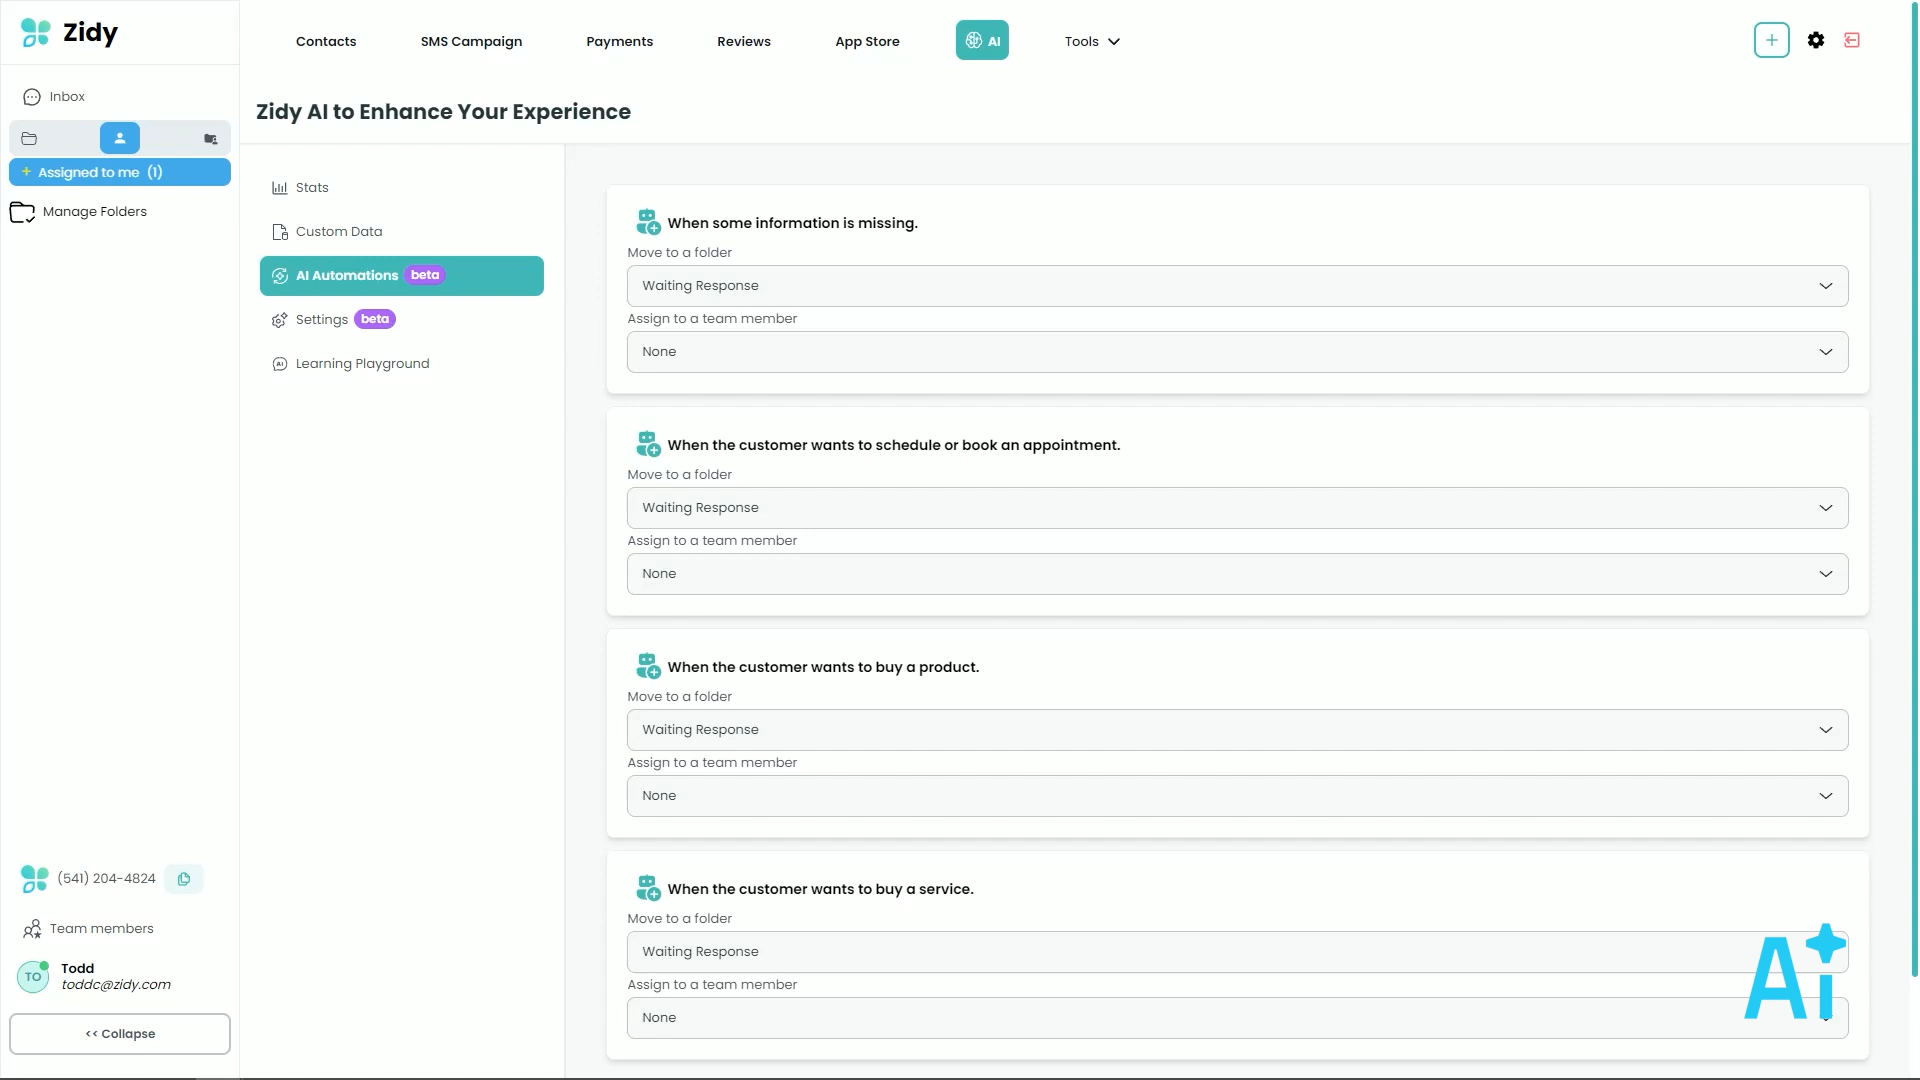 Zidy
Contacts
SMS Campaign
Payments
Reviews
App Store
AI
Tools
Inbox
+ Assigned to me (1)
Manage Folders
Zidy AI to Enhance Your Experience
Stats
Custom Data
AI Automations beta
Settings beta
Learning Playground
When some information is missing.
Move to a folder
Waiting Response
Assign to a team member
None
When the customer wants to schedule or book an appointment.
Move to a folder
Waiting Response
Assign to a team member
None
When the customer wants to buy a product.
Move to a folder
Waiting Response
Assign to a team member
None
When the customer wants to buy a service.
Move to a folder
Waiting Response
Assign to a team member
None
Ai
(541) 204-4824
Team members
TO
Todd
toddc@zidy.com
<< Collapse